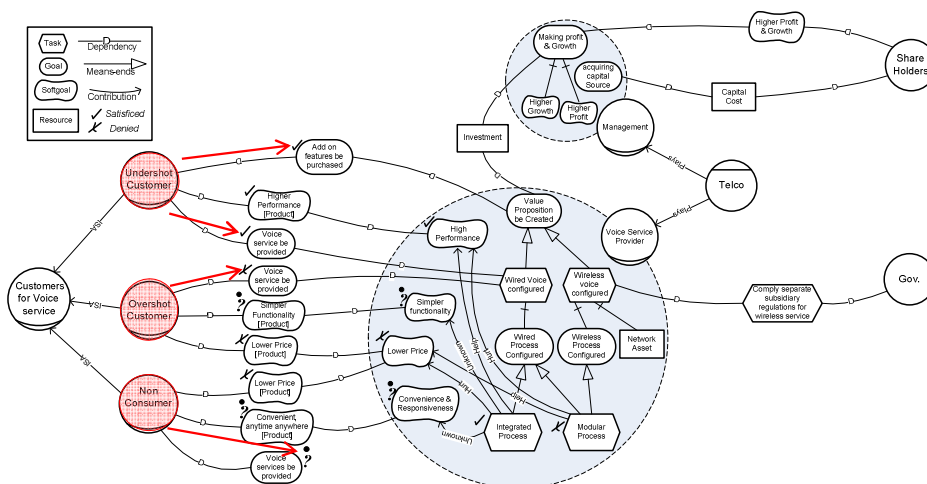 Task
D
Dependency
Goal
Means-ends
Softgoal
Contribution
Resource
Satisficed
Denied
Making profit
& Growth
D
Higher Profit
& Growth
D
Share
Holders
acquiring
capital
Source
D
Capital
Cost
D
Higher
Growth
Higher
Profit
Management
Plays
Telco
Plays
Voice Service
Provider
D
Investment
D
Undershot
Customer
D
Add on
features be
purchased
D
D
Higher
Performance
[Product]
D
High
Performance
Value
Proposition
be Created
D
Voice
service be
provided
D
ISA
Customers
for Voice
service
ISA
ISA
Overshot
Customer
D
Voice
service be
provided
D
Wired Voice
configured
Wireless
voice
configured
D
Comply separate
subsidiary
regulations for
wireless service
D
Gov.
D
Simpler
Functionality
[Product]
D
Simpler
functionality
D
Lower Price
[Product]
D
Lower Price
Wired
Process
Configured
Wireless
Process
Configured
Network
Asset
Unknown
Help
Hurt
Hurt
Help
Non
Consumer
D
Lower Price
[Product]
D
D
Convenient,
anytime anywhere
[Product]
D
Convenience &
Responsiveness
Unknown
Integrated
Process
Modular
Process
D
Voice
services be
provided